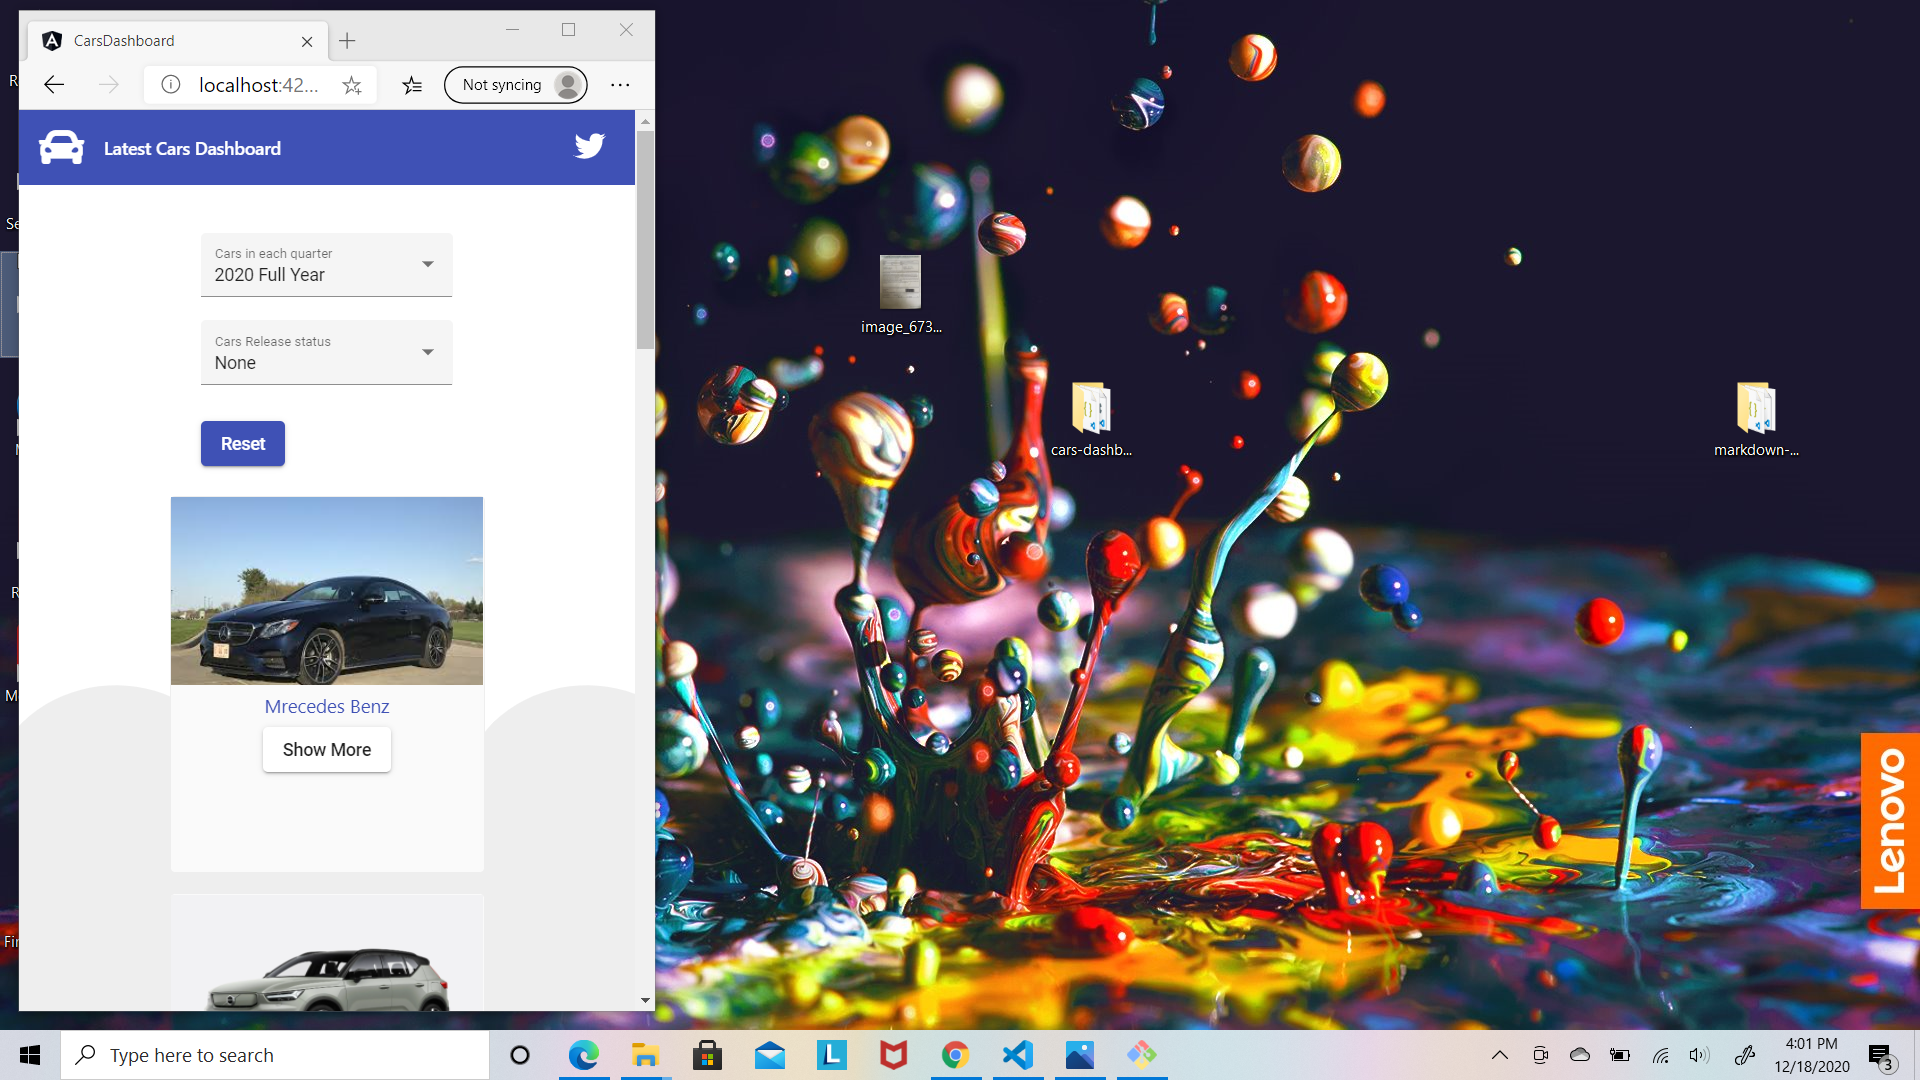 CarsDashboard
localhost:42...
Not syncing
Latest Cars Dashboard
Cars in each quarter
2020 Full Year
Cars Release status
None
Reset
Mrecedes Benz
Show More
image_673...
cars-dashb...
markdown-...
Lenovo
Type here to search
4:01 PM
12/18/2020
3